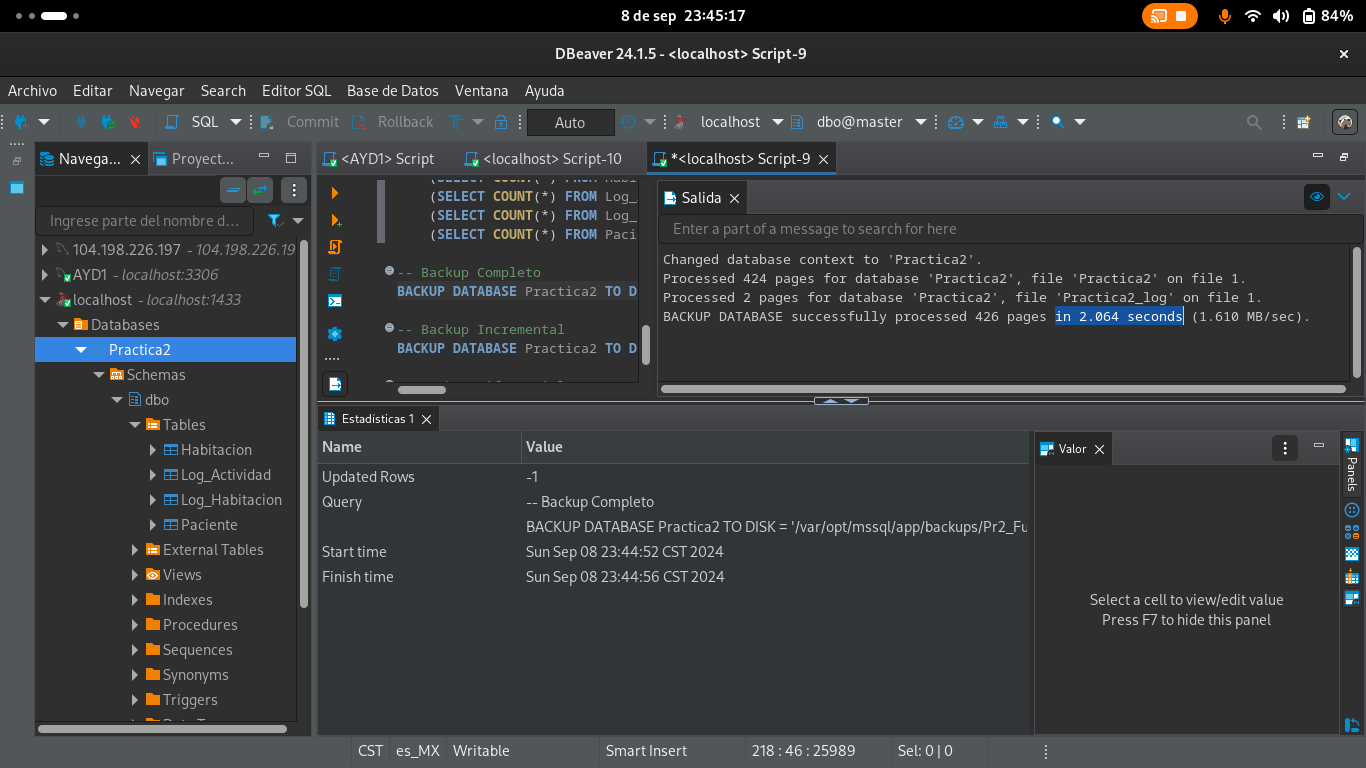 8 de sep 23:45:17
84%
DBeaver 24.1.5 - <localhost> Script-9
Archivo Editar Navegar Search Editor SQL Base de Datos Ventana Ayuda
SQL Commit Rollback T Auto localhost dbo@master
Navega... Proyect...
Ingrese parte del nombre d...
104.198.226.197 - 104.198.226.19
AYD1 - localhost:3306
localhost - localhost:1433
Databases
Practica2
Schemas
dbo
Tables
Habitacion
Log_Actividad
Log_Habitacion
Paciente
External Tables
Views
Indexes
Procedures
Sequences
Synonyms
Triggers
<AYD1> Script <localhost> Script-10 *<localhost> Script-9
(SELECT COUNT(*) FROM Habi
(SELECT COUNT(*) FROM Log_
(SELECT COUNT(*) FROM Log_
(SELECT COUNT(*) FROM Paci
-- Backup Completo
BACKUP DATABASE Practica2 TO D
-- Backup Incremental
BACKUP DATABASE Practica2 TO D
Salida
Enter a part of a message to search for here
Changed database context to 'Practica2'.
Processed 424 pages for database 'Practica2', file 'Practica2' on file 1.
Processed 2 pages for database 'Practica2', file 'Practica2_log' on file 1.
BACKUP DATABASE successfully processed 426 pages in 2.064 seconds (1.610 MB/sec).
Estadísticas 1
Name Value
Updated Rows -1
Query -- Backup Completo
BACKUP DATABASE Practica2 TO DISK = '/var/opt/mssql/app/backups/Pr2_Fu
Start time Sun Sep 08 23:44:52 CST 2024
Finish time Sun Sep 08 23:44:56 CST 2024
Valor
Select a cell to view/edit value
Press F7 to hide this panel
Panels
CST es_MX Writable Smart Insert 218 : 46 : 25989 Sel: 0 | 0